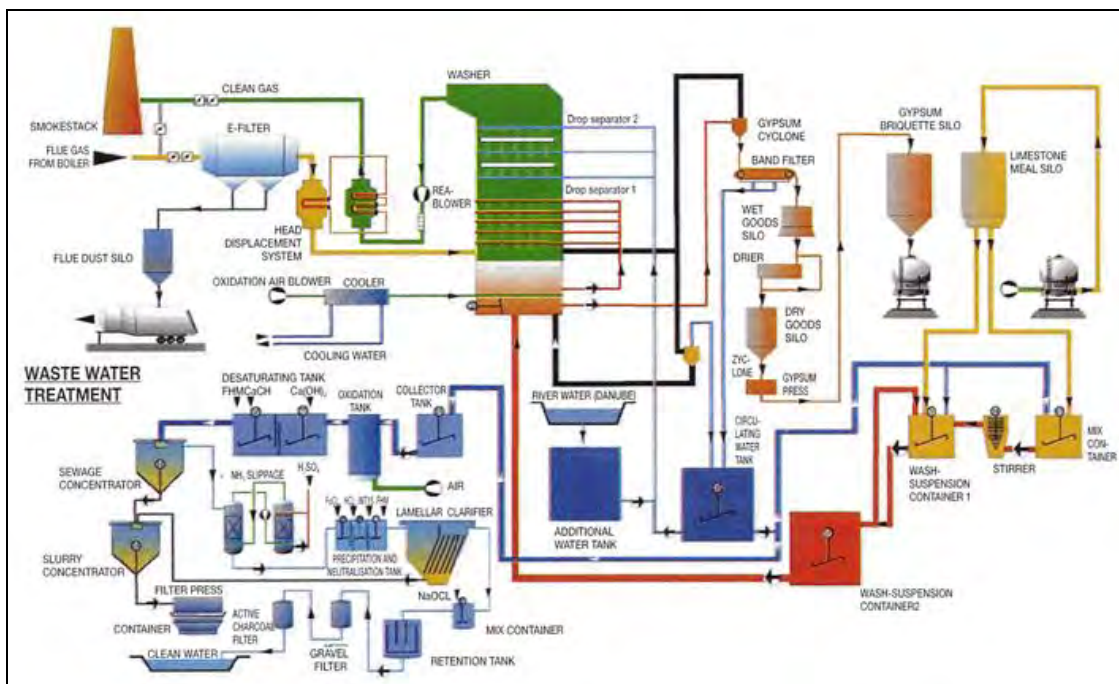 WASHER
CLEAN GAS
SMOKESTACK
E-FILTER
FLUE GAS
FROM BOILER
Drop separator 2
GYPSUM
CYCLONE
GYPSUM
BRIQUETTE SILO
LIMESTONE
MEAL SILO
BAND FILTER
REA-
BLOWER
Drop separator 1
WET
GOODS
SILO
HEAD
DISPLACEMENT
SYSTEM
FLUE DUST SILO
DRIER
OXIDATION AIR BLOWER
COOLER
DRY
GOODS
SILO
COOLING WATER
ZYC-
LONE
GYPSUM
PRESS
WASTE WATER
TREATMENT
DESATURATING TANK
FHMCaCH
Ca(OH)2
OXIDATION
TANK
COLLECTOR
TANK
RIVER WATER (DANUBE)
CIRCU-
LATING
WATER
TANK
MIX
CON-
TAINER
STIRRER
WASH-
SUSPENSION
CONTAINER 1
SEWAGE
CONCENTRATOR
NH3 SLIPPAGE
AIR
LAMELLAR CLARIFIER
ADDITIONAL
WATER TANK
PRECIPITATION AND
NEUTRALISATION TANK
SLURRY
CONCENTRATOR
WASH-SUSPENSION
CONTAINER2
NaOCL
FILTER PRESS
CONTAINER
ACTIVE
CHARCOAL
FILTER
MIX CONTAINER
CLEAN WATER
GRAVEL
FILTER
RETENTION TANK